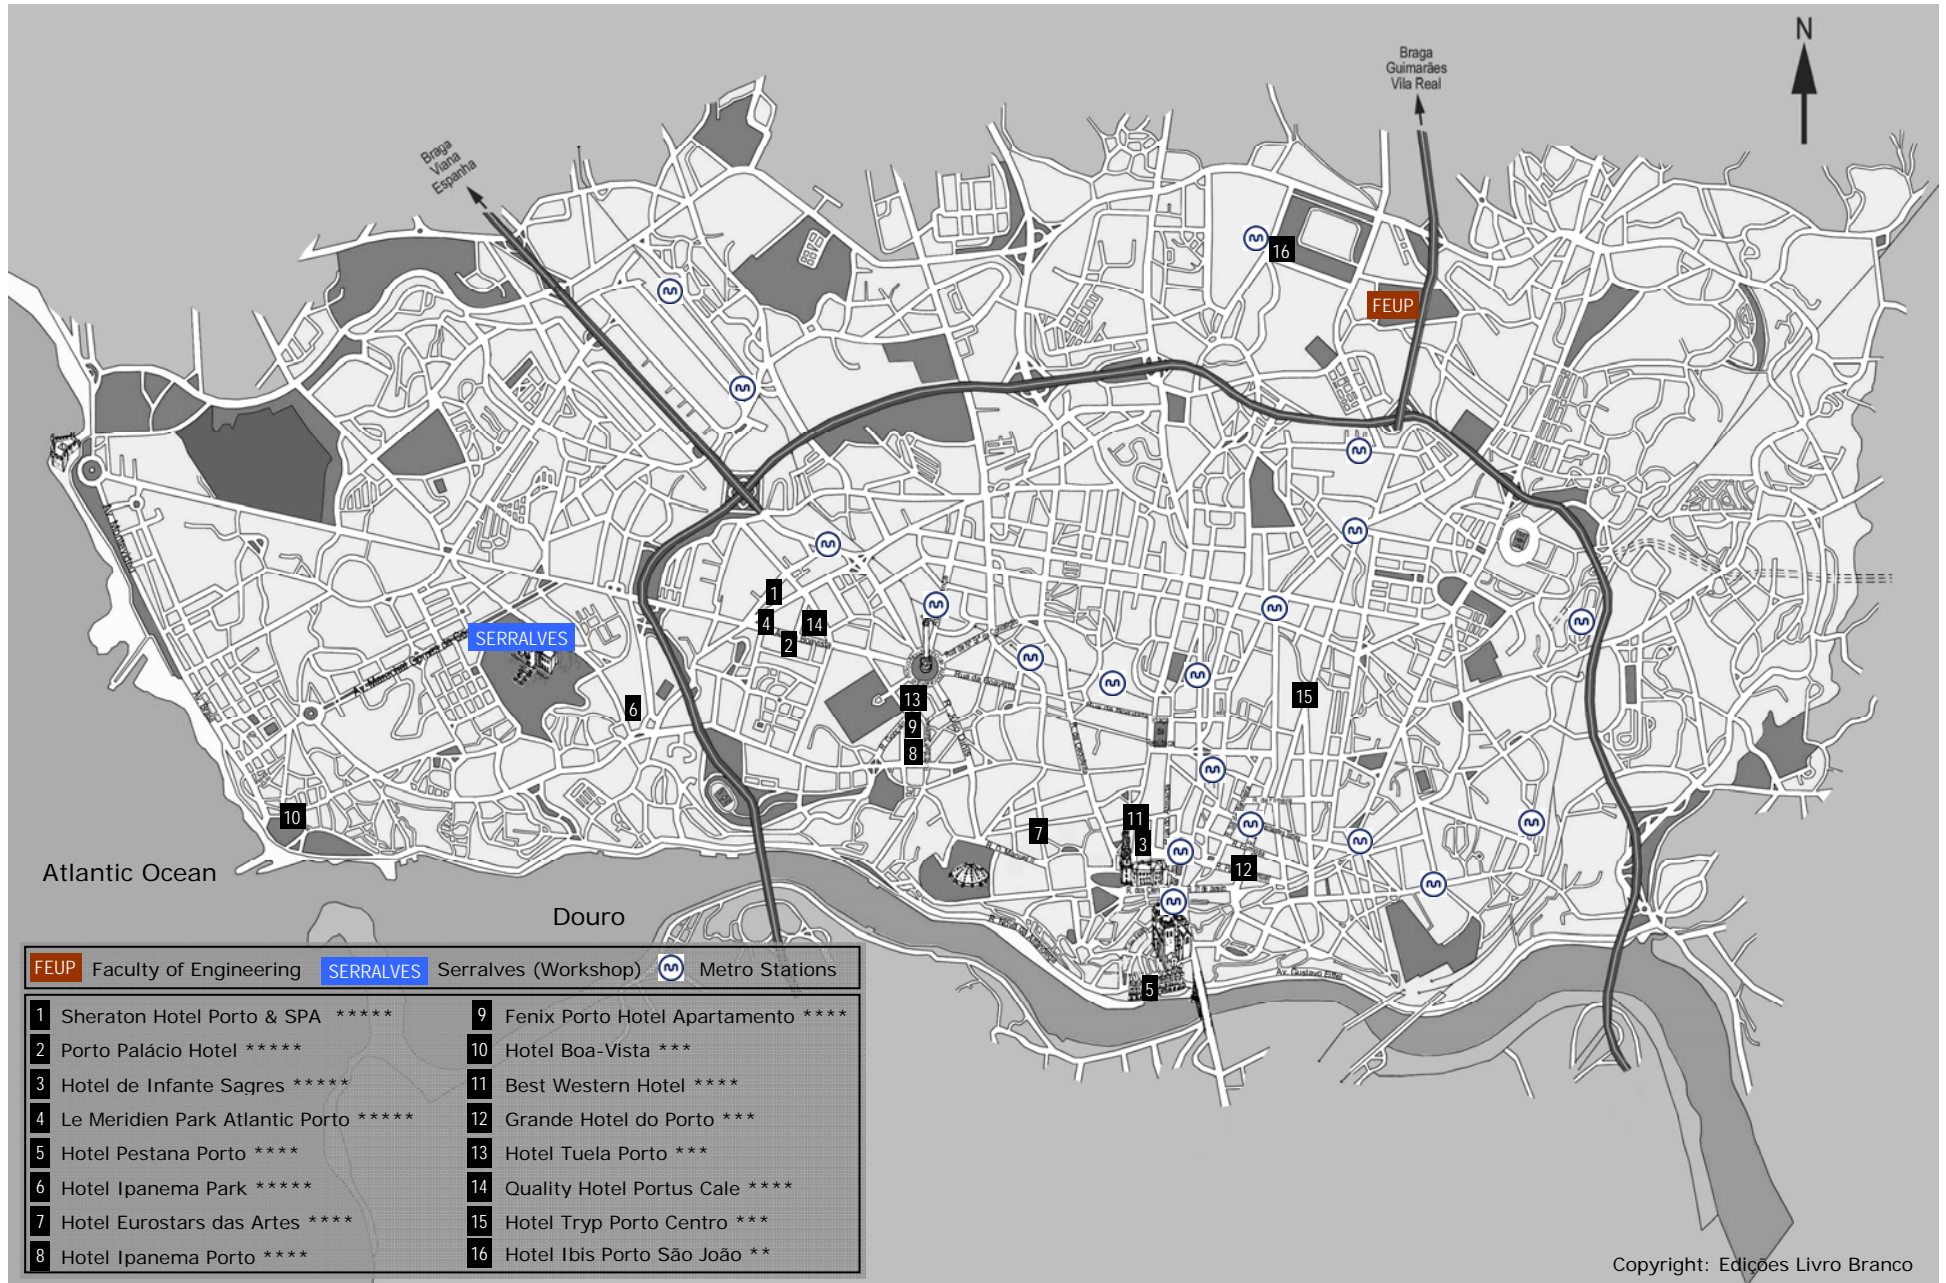 N
Braga
Guimarães
Vila Real
Braga
Viana
Espanha
16
FEUP
1
4
14
2
SERRALVES
Rua da Boavista
6
13
9
8
15
10
11
3
7
12
5
Av. Gustavo Eiffel
Atlantic Ocean
Douro
FEUP Faculty of Engineering SERRALVES Serralves (Workshop) Metro Stations
1 Sheraton Hotel Porto & SPA *****
2 Porto Palácio Hotel *****
3 Hotel de Infante Sagres *****
4 Le Meridien Park Atlantic Porto *****
5 Hotel Pestana Porto ****
6 Hotel Ipanema Park *****
7 Hotel Eurostars das Artes ****
8 Hotel Ipanema Porto ****
9 Fenix Porto Hotel Apartamento ****
10 Hotel Boa-Vista ***
11 Best Western Hotel ****
12 Grande Hotel do Porto ***
13 Hotel Tuela Porto ***
14 Quality Hotel Portus Cale ****
15 Hotel Tryp Porto Centro ***
16 Hotel Ibis Porto São João **
Copyright: Edições Livro Branco